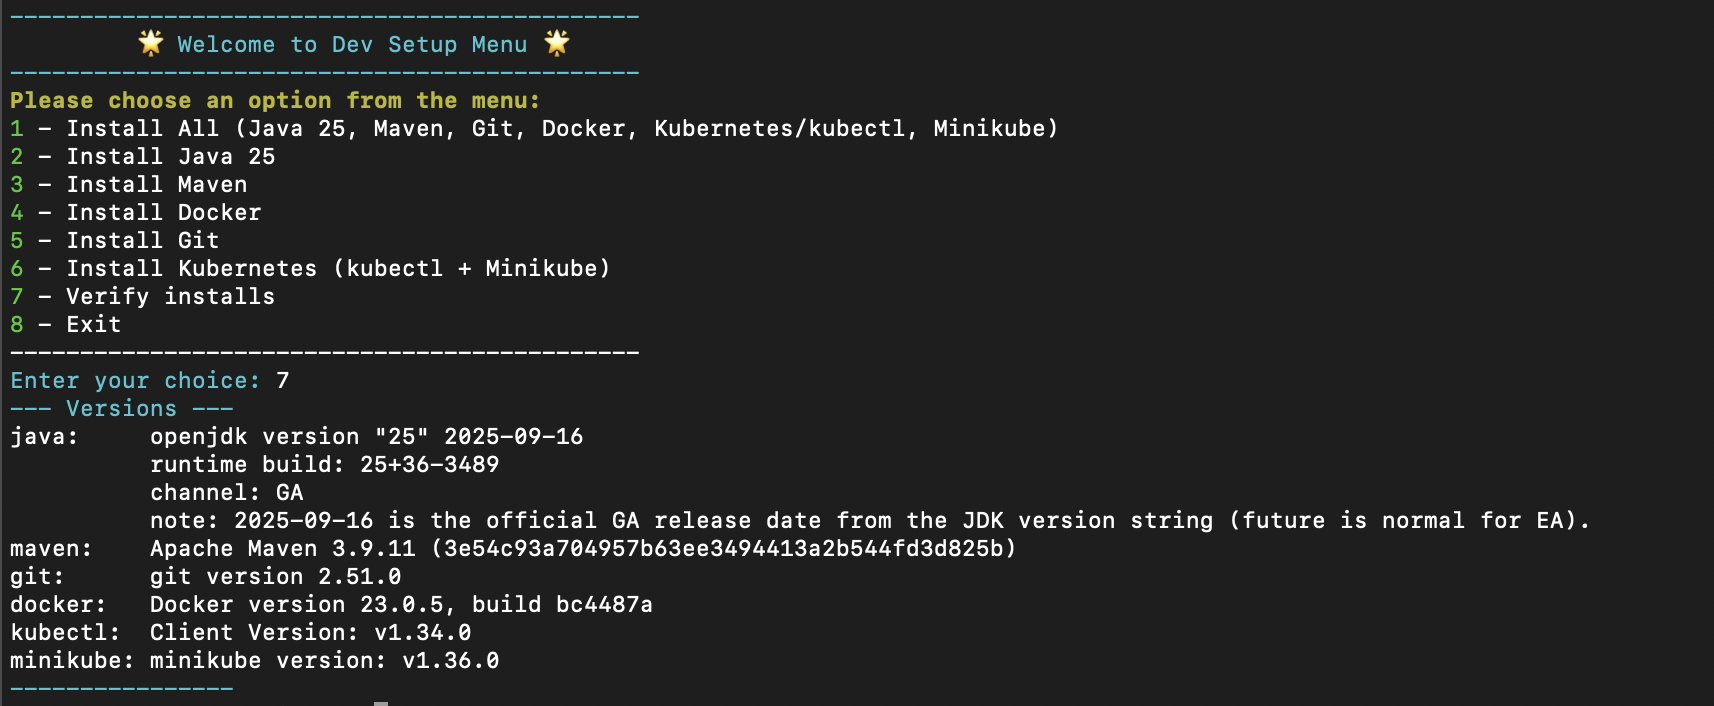 ---------------------------------------------
🌟 Welcome to Dev Setup Menu 🌟
---------------------------------------------
Please choose an option from the menu:
1 - Install All (Java 25, Maven, Git, Docker, Kubernetes/kubectl, Minikube)
2 - Install Java 25
3 - Install Maven
4 - Install Docker
5 - Install Git
6 - Install Kubernetes (kubectl + Minikube)
7 - Verify installs
8 - Exit
---------------------------------------------
Enter your choice: 7
--- Versions ---
java:     openjdk version "25" 2025-09-16
          runtime build: 25+36-3489
          channel: GA
          note: 2025-09-16 is the official GA release date from the JDK version string (future is normal for EA).
maven:    Apache Maven 3.9.11 (3e54c93a704957b63ee3494413a2b544fd3d825b)
git:      git version 2.51.0
docker:   Docker version 23.0.5, build bc4487a
kubectl:  Client Version: v1.34.0
minikube: minikube version: v1.36.0
----------------